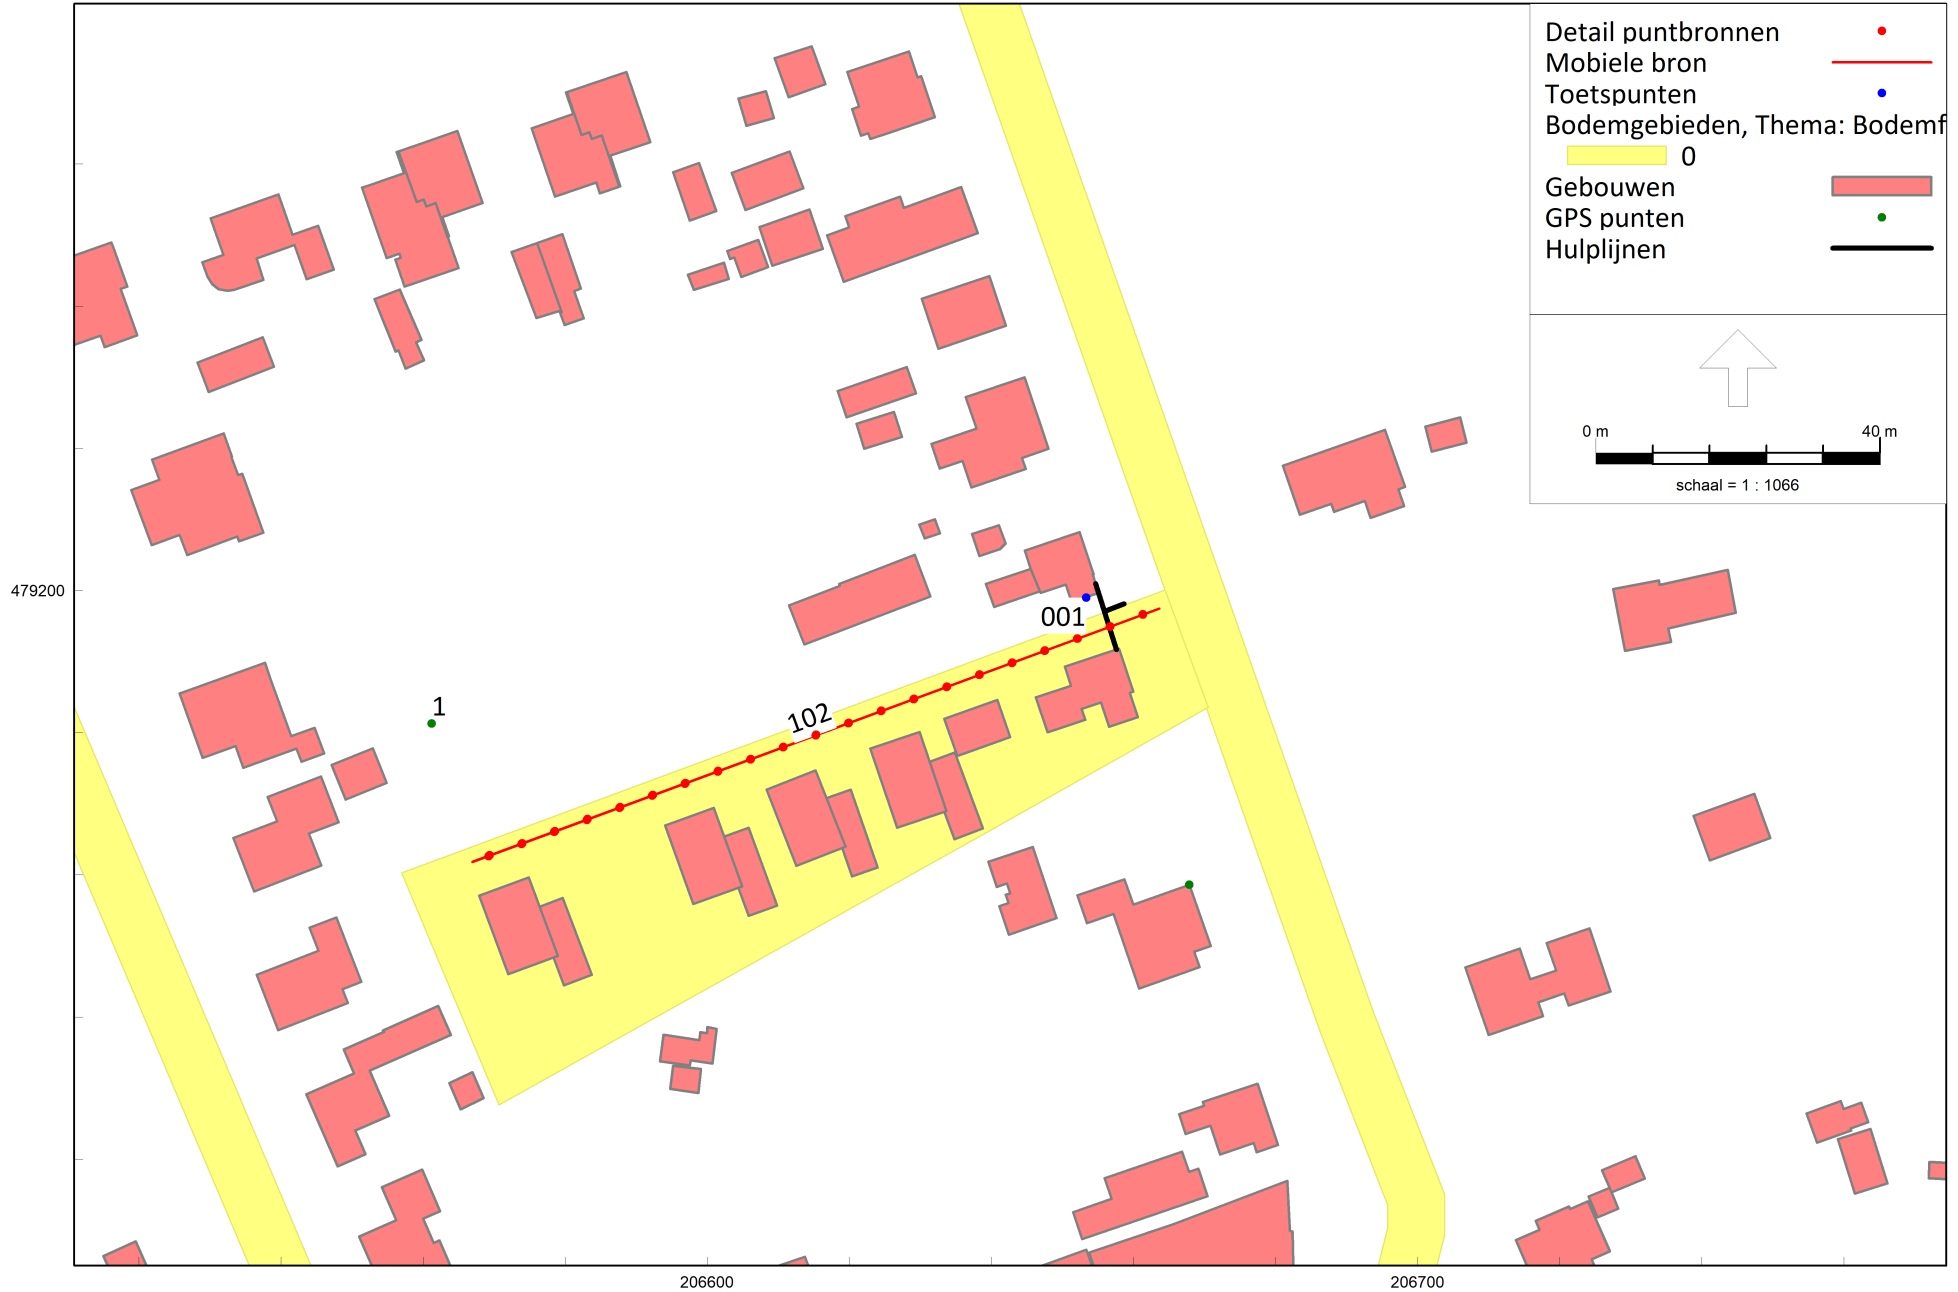 Detail puntbronnen
Mobiele bron
Toetspunten
Bodemgebieden, Thema: Bodemf
0
Gebouwen
GPS punten
Hulplijnen
0 m
40 m
schaal = 1 : 1066
479200
001
1
102
206600
206700